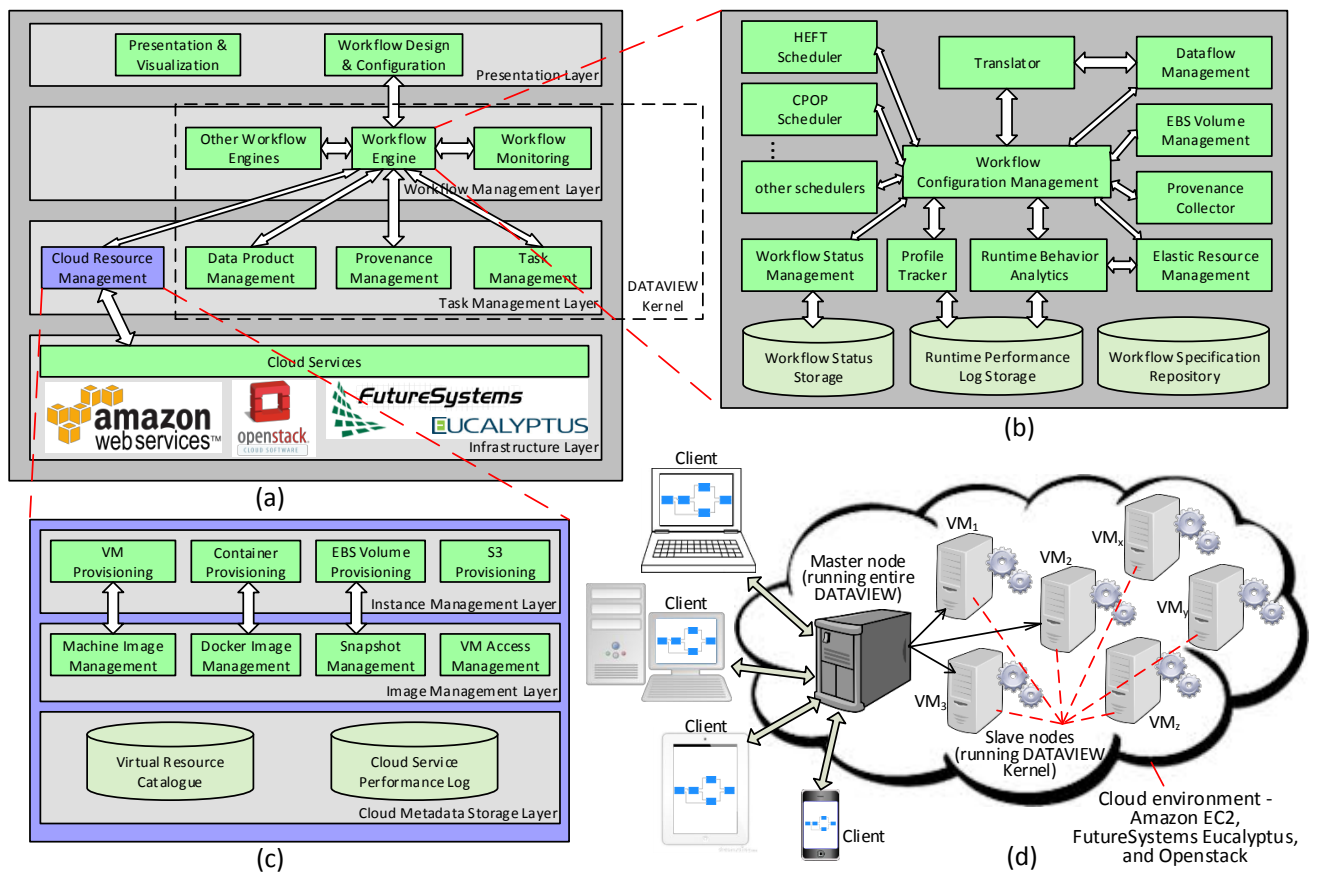 Presentation &
Visualization
Workflow Design
& Configuration
Presentation Layer
Other Workflow
Engines
Workflow
Engine
Workflow
Monitoring
Workflow Management Layer
Cloud Resource
Management
Data Product
Management
Provenance
Management
Task
Management
Task Management Layer
DATAVIEW
Kernel
Cloud Services
amazon
webservices™
openstack.
CLOUD SOFTWARE
FutureSystems
EUCALYPTUS
Infrastructure Layer
(a)
HEFT
Scheduler
CPOP
Scheduler
other schedulers
Translator
Dataflow
Management
EBS Volume
Management
Workflow
Configuration Management
Provenance
Collector
Workflow Status
Management
Profile
Tracker
Runtime Behavior
Analytics
Elastic Resource
Management
Workflow Status
Storage
Runtime Performance
Log Storage
Workflow Specification
Repository
(b)
VM
Provisioning
Container
Provisioning
EBS Volume
Provisioning
S3
Provisioning
Instance Management Layer
Machine Image
Management
Docker Image
Management
Snapshot
Management
VM Access
Management
Image Management Layer
Virtual Resource
Catalogue
Cloud Service
Performance Log
Cloud Metadata Storage Layer
(c)
Client
Client
Client
Client
Master node
(running entire
DATAVIEW)
VM1
VM2
VM3
VMx
VMy
VMz
Slave nodes
(running DATAVIEW
Kernel)
Cloud environment -
Amazon EC2,
FutureSystems Eucalyptus,
and Openstack
(d)